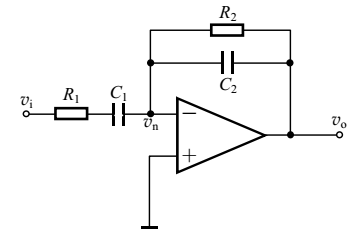 R₂
C₂
vᵢ
R₁
C₁
vₙ
−
+
vₒ